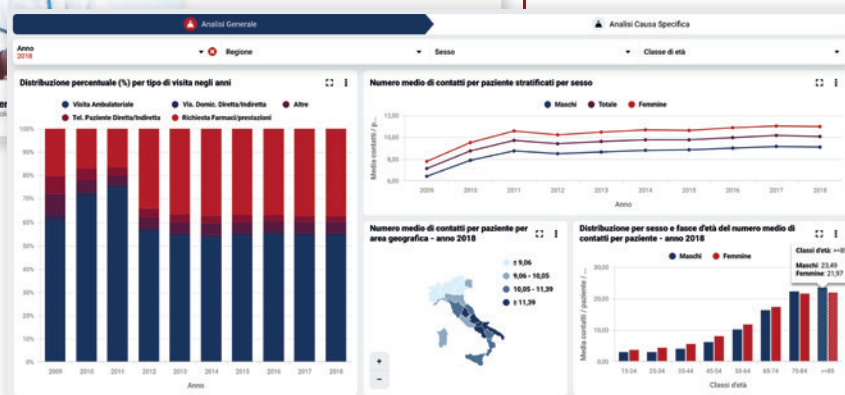 Analisi Generale
Analisi Causa Specifica
Anno
2018
Regione
Sesso
Classe di età
Distribuzione percentuale (%) per tipo di visita negli anni
Visita Ambulatoriale
Vis. Domic. Diretta/Indiretta
Altre
Tel. Paziente Diretta/Indiretta
Richiesta Farmaci/prestazioni
100%
90%
80%
70%
60%
50%
40%
30%
20%
10%
0%
2009 2010 2011 2012 2013 2014 2015 2016 2017 2018
Anno
Numero medio di contatti per paziente stratificati per sesso
Maschi
Totale
Femmine
Media contatti / p...
12,00
10,00
8,00
6,00
2009 2010 2011 2012 2013 2014 2015 2016 2017 2018
Anno
Numero medio di contatti per paziente per
area geografica - anno 2018
≤ 9,06
9,06 - 10,05
10,05 - 11,39
≥ 11,39
+
−
Distribuzione per sesso e fasce d'età del numero medio di
contatti per paziente - anno 2018
Maschi
Femmine
Classi d'età: >=85
Maschi: 23,49
Femmine: 21,97
Media contatti / paziente / ...
30,00
20,00
10,00
0,00
15-24 25-34 35-44 45-54 55-64 65-74 75-84 >=85
Classi d'età